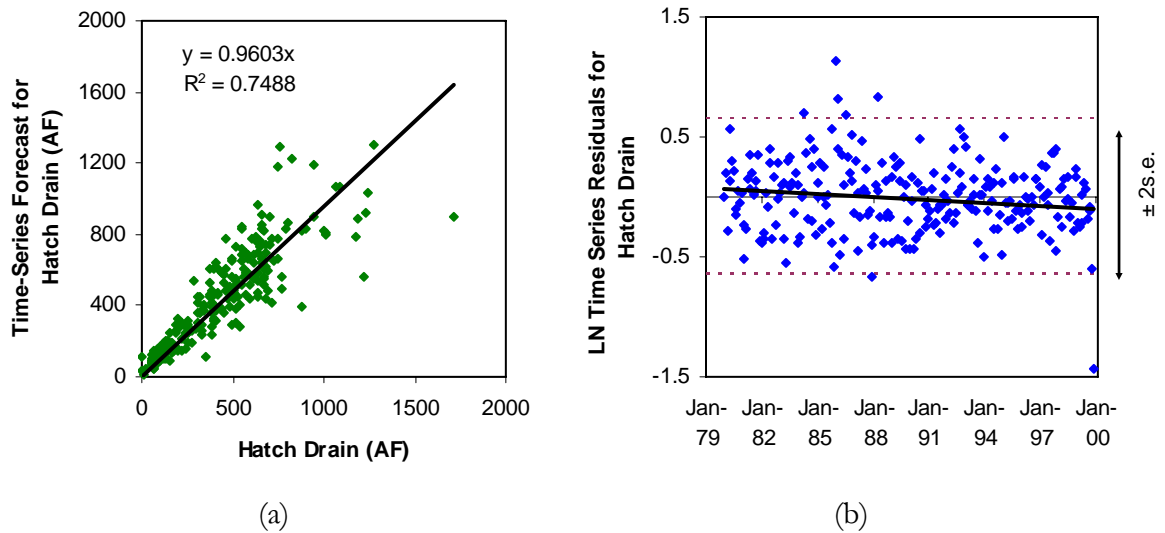 Time-Series Forecast for
Hatch Drain (AF)
2000
1600
1200
800
400
0
y = 0.9603x
R² = 0.7488
0
500
1000
1500
2000
Hatch Drain (AF)
(a)
LN Time Series Residuals for
Hatch Drain
1.5
0.5
-0.5
-1.5
Jan-
79
Jan-
82
Jan-
85
Jan-
88
Jan-
91
Jan-
94
Jan-
97
Jan-
00
± 2s.e.
(b)